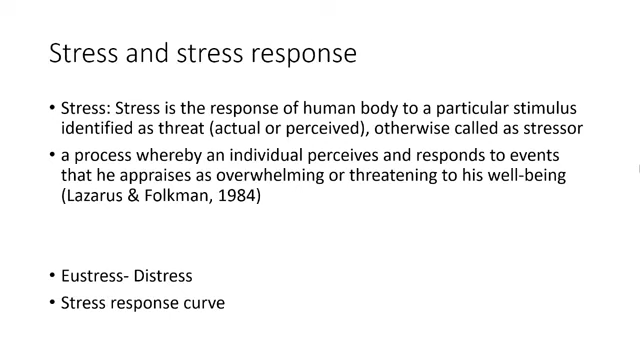 Stress and stress response
• Stress: Stress is the response of human body to a particular stimulus
identified as threat (actual or perceived), otherwise called as stressor
• a process whereby an individual perceives and responds to events
that he appraises as overwhelming or threatening to his well-being
(Lazarus & Folkman, 1984)
• Eustress- Distress
• Stress response curve